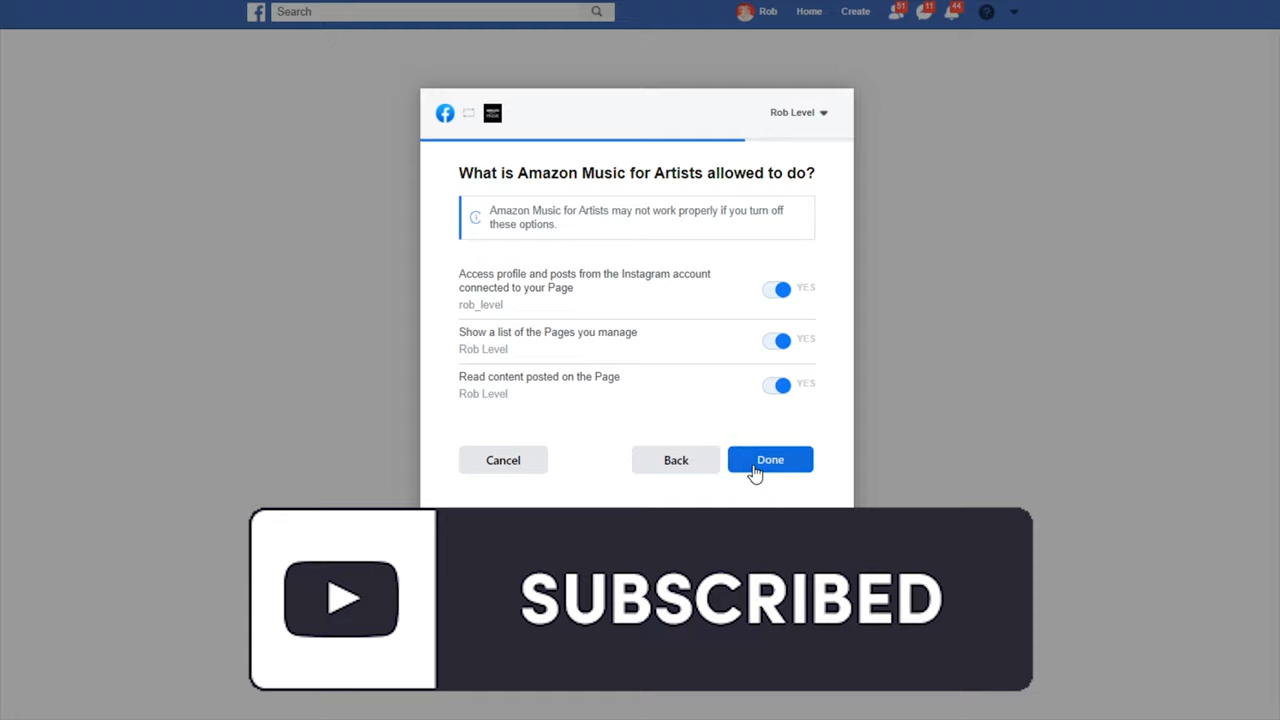 Search
Rob Home Create 51 11 44
Rob Level
What is Amazon Music for Artists allowed to do?
Amazon Music for Artists may not work properly if you turn off
these options.
Access profile and posts from the Instagram account
connected to your Page
YES
rob_level
Show a list of the Pages you manage
YES
Rob Level
Read content posted on the Page
YES
Rob Level
Cancel Back Done
SUBSCRIBED